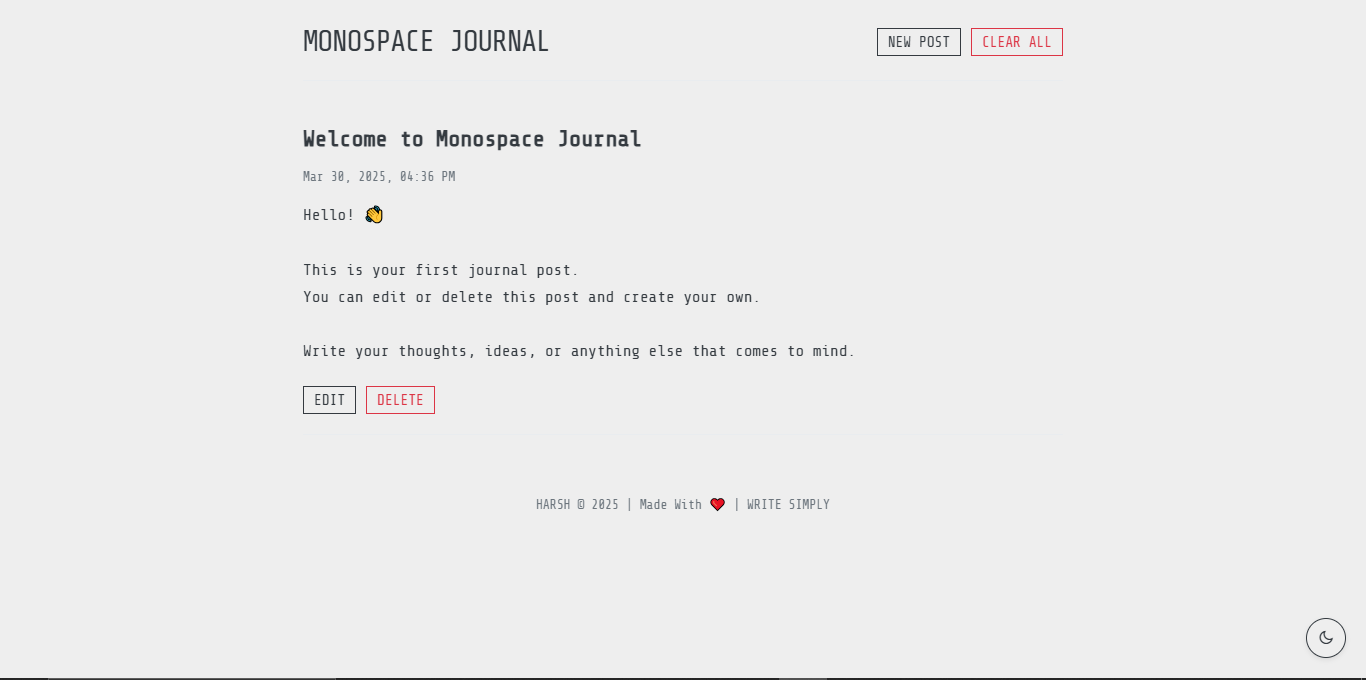 MONOSPACE JOURNAL
NEW POST
CLEAR ALL
Welcome to Monospace Journal
Mar 30, 2025, 04:36 PM
Hello! 👋
This is your first journal post.
You can edit or delete this post and create your own.
Write your thoughts, ideas, or anything else that comes to mind.
EDIT
DELETE
HARSH © 2025 | Made With ❤️ | WRITE SIMPLY